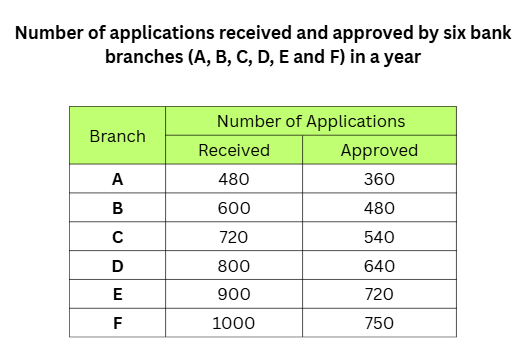 Number of applications received and approved by six bank
branches (A, B, C, D, E and F) in a year
Branch
Number of Applications
Received Approved
A 480 360
B 600 480
C 720 540
D 800 640
E 900 720
F 1000 750